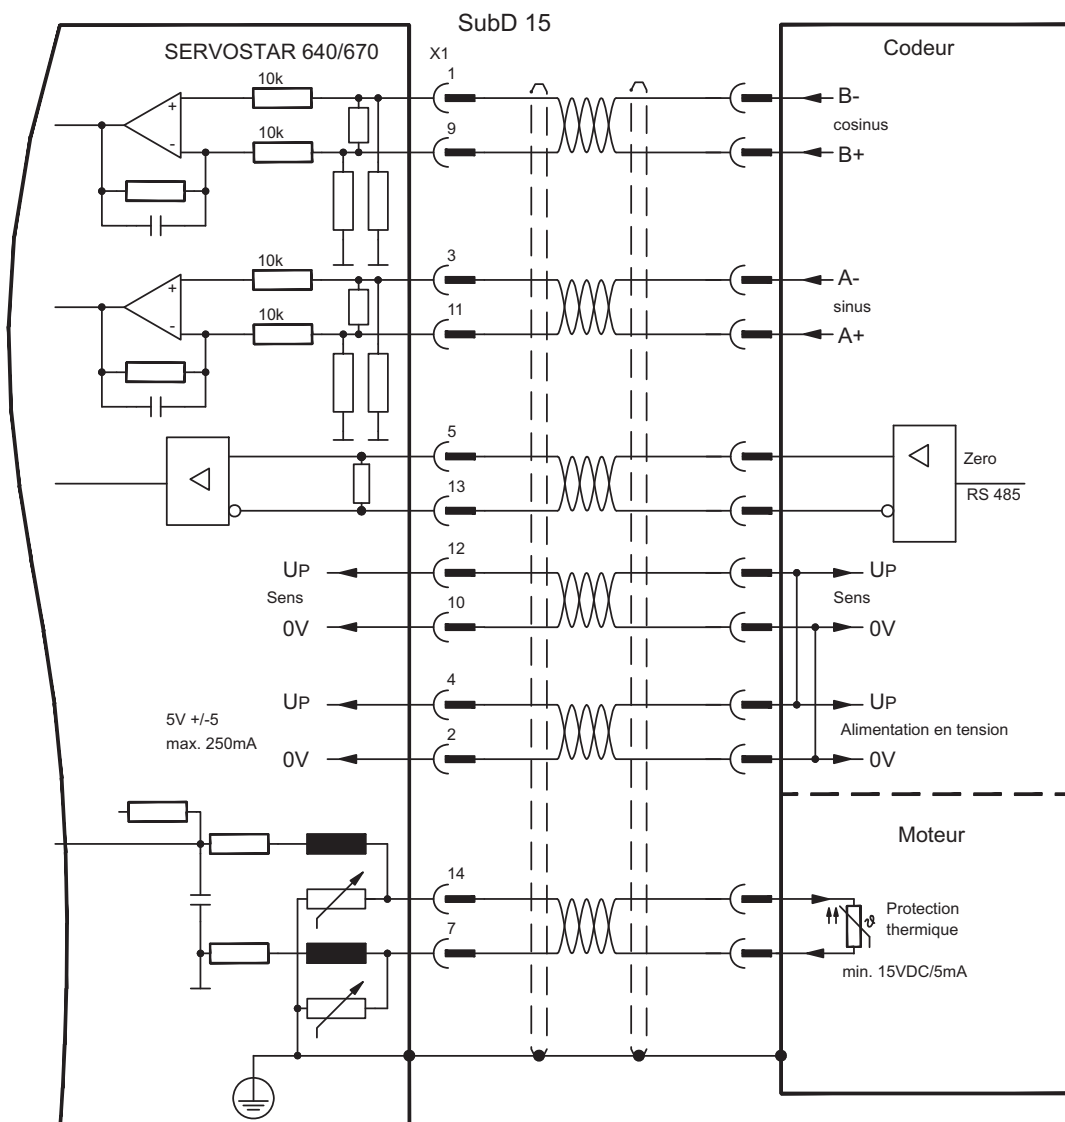 SubD 15
SERVOSTAR 640/670
X1
Codeur
10k
1
B-
+
cosinus
10k
9
B+
-
10k
3
A-
+
sinus
10k
11
A+
-
5
Zero
13
RS 485
12
UP
UP
Sens
Sens
10
0V
0V
4
UP
UP
5V +/-5
max. 250mA
Alimentation en tension
2
0V
0V
Moteur
14
Protection
thermique
ϑ
7
min. 15VDC/5mA